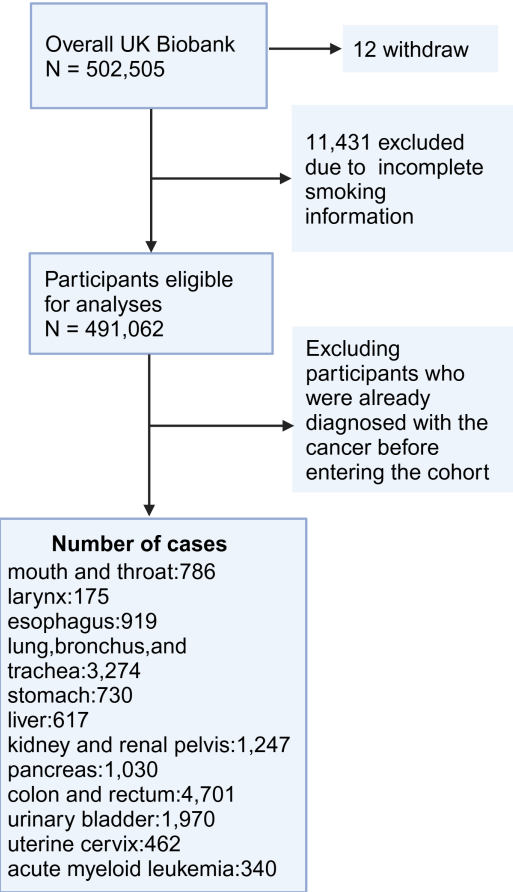 Overall UK Biobank
N = 502,505
12 withdraw
11,431 excluded
due to  incomplete
smoking
information
Participants eligible
for analyses
N = 491,062
Excluding
participants who
were already
diagnosed with the
cancer before
entering the cohort
Number of cases
mouth and throat:786
larynx:175
esophagus:919
lung,bronchus,and
trachea:3,274
stomach:730
liver:617
kidney and renal pelvis:1,247
pancreas:1,030
colon and rectum:4,701
urinary bladder:1,970
uterine cervix:462
acute myeloid leukemia:340